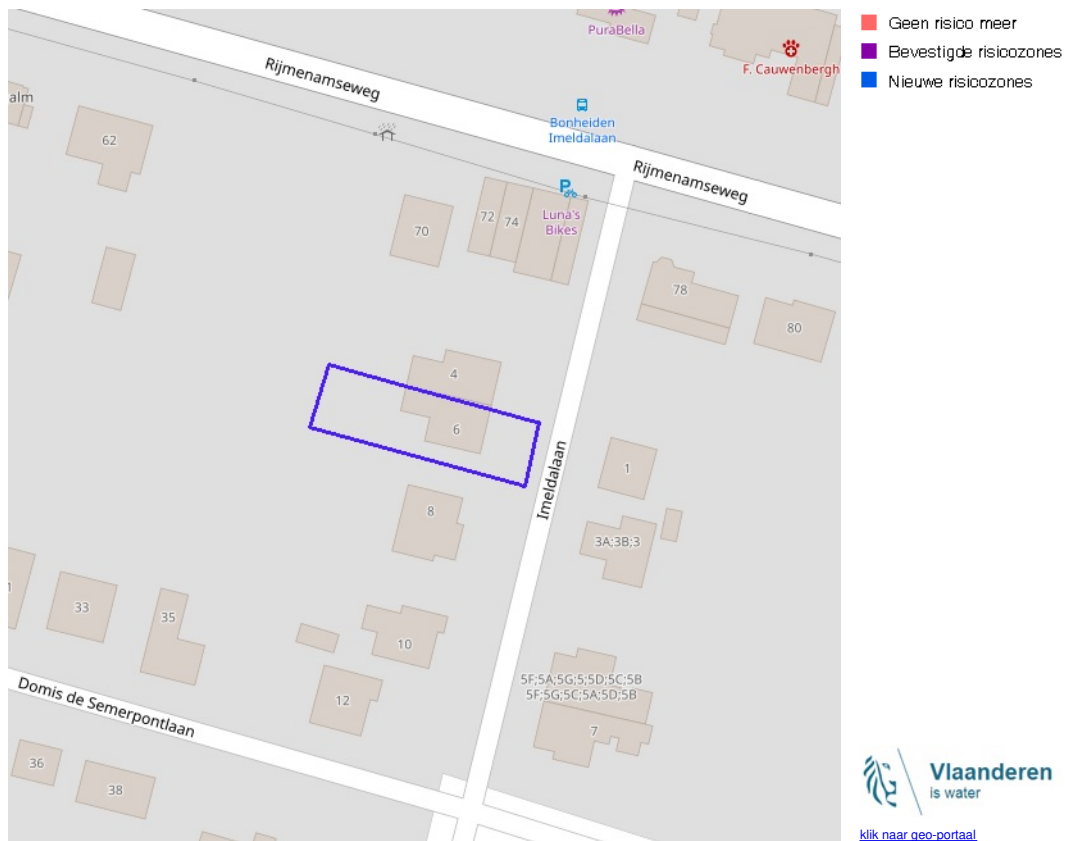 PuraBella
F. Cauwenbergh
Rijmenamseweg
alm
62
Bonheiden
Imeldalaan
Rijmenamseweg
70
72
74
Luna's
Bikes
78
80
4
6
Imeldalaan
1
8
3A;3B;3
1
33
35
10
12
5F;5A;5G;5;5D;5C;5B
5F;5G;5C;5A;5D;5B
7
Domis de Semerpontlaan
36
38
Geen risico meer
Bevestigde risicozones
Nieuwe risicozones
Vlaanderen
is water
klik naar geo-portaal